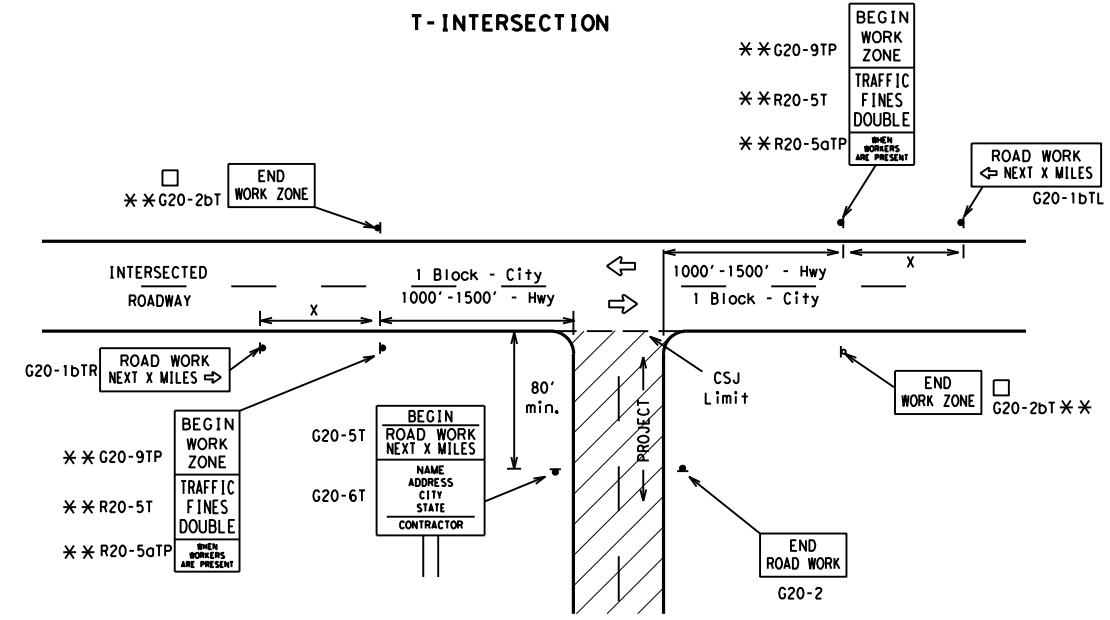 T-INTERSECTION
BEGIN
WORK
ZONE
**G20-9TP
TRAFFIC
FINES
DOUBLE
**R20-5T
WHEN
WORKERS
ARE PRESENT
**R20-5aTP
ROAD WORK
⇦ NEXT X MILES
G20-1bTL
END
WORK ZONE
□
**G20-2bT
INTERSECTED
ROADWAY
1 Block - City
1000'-1500' - Hwy
X
1000'-1500' - Hwy
1 Block - City
X
G20-1bTR
ROAD WORK
NEXT X MILES ⇨
80'
min.
PROJECT
CSJ
Limit
END
WORK ZONE
□
G20-2bT**
BEGIN
WORK
ZONE
**G20-9TP
TRAFFIC
FINES
DOUBLE
**R20-5T
WHEN
WORKERS
ARE PRESENT
**R20-5aTP
G20-5T
BEGIN
ROAD WORK
NEXT X MILES
G20-6T
NAME
ADDRESS
CITY
STATE
CONTRACTOR
END
ROAD WORK
G20-2